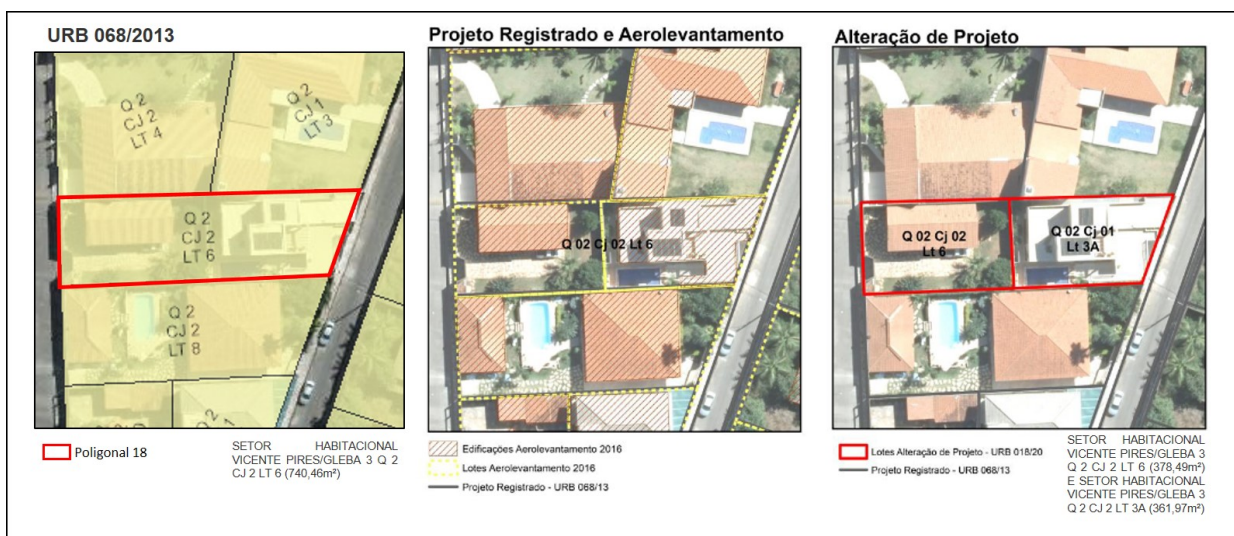 URB 068/2013
Q 2
CJ 2
LT 4
Q 2
CJ 1
LT 3
Q 2
CJ 2
LT 6
Q 2
CJ 2
LT 8
Poligonal 18
SETOR HABITACIONAL
VICENTE PIRES/GLEBA 3 Q 2
CJ 2 LT 6 (740,46m²)
Projeto Registrado e Aerolevantamento
Q 02 Cj 02 Lt 6
Edificações Aerolevantamento 2016
Lotes Aerolevantamento 2016
Projeto Registrado - URB 068/13
Alteração de Projeto
Q 02 Cj 02
Lt 6
Q 02 Cj 01
Lt 3A
Lotes Alteração de Projeto - URB 018/20
Projeto Registrado - URB 068/13
SETOR HABITACIONAL
VICENTE PIRES/GLEBA 3
Q 2 CJ 2 LT 6 (378,49m²)
E SETOR HABITACIONAL
VICENTE PIRES/GLEBA 3
Q 2 CJ 2 LT 3A (361,97m²)